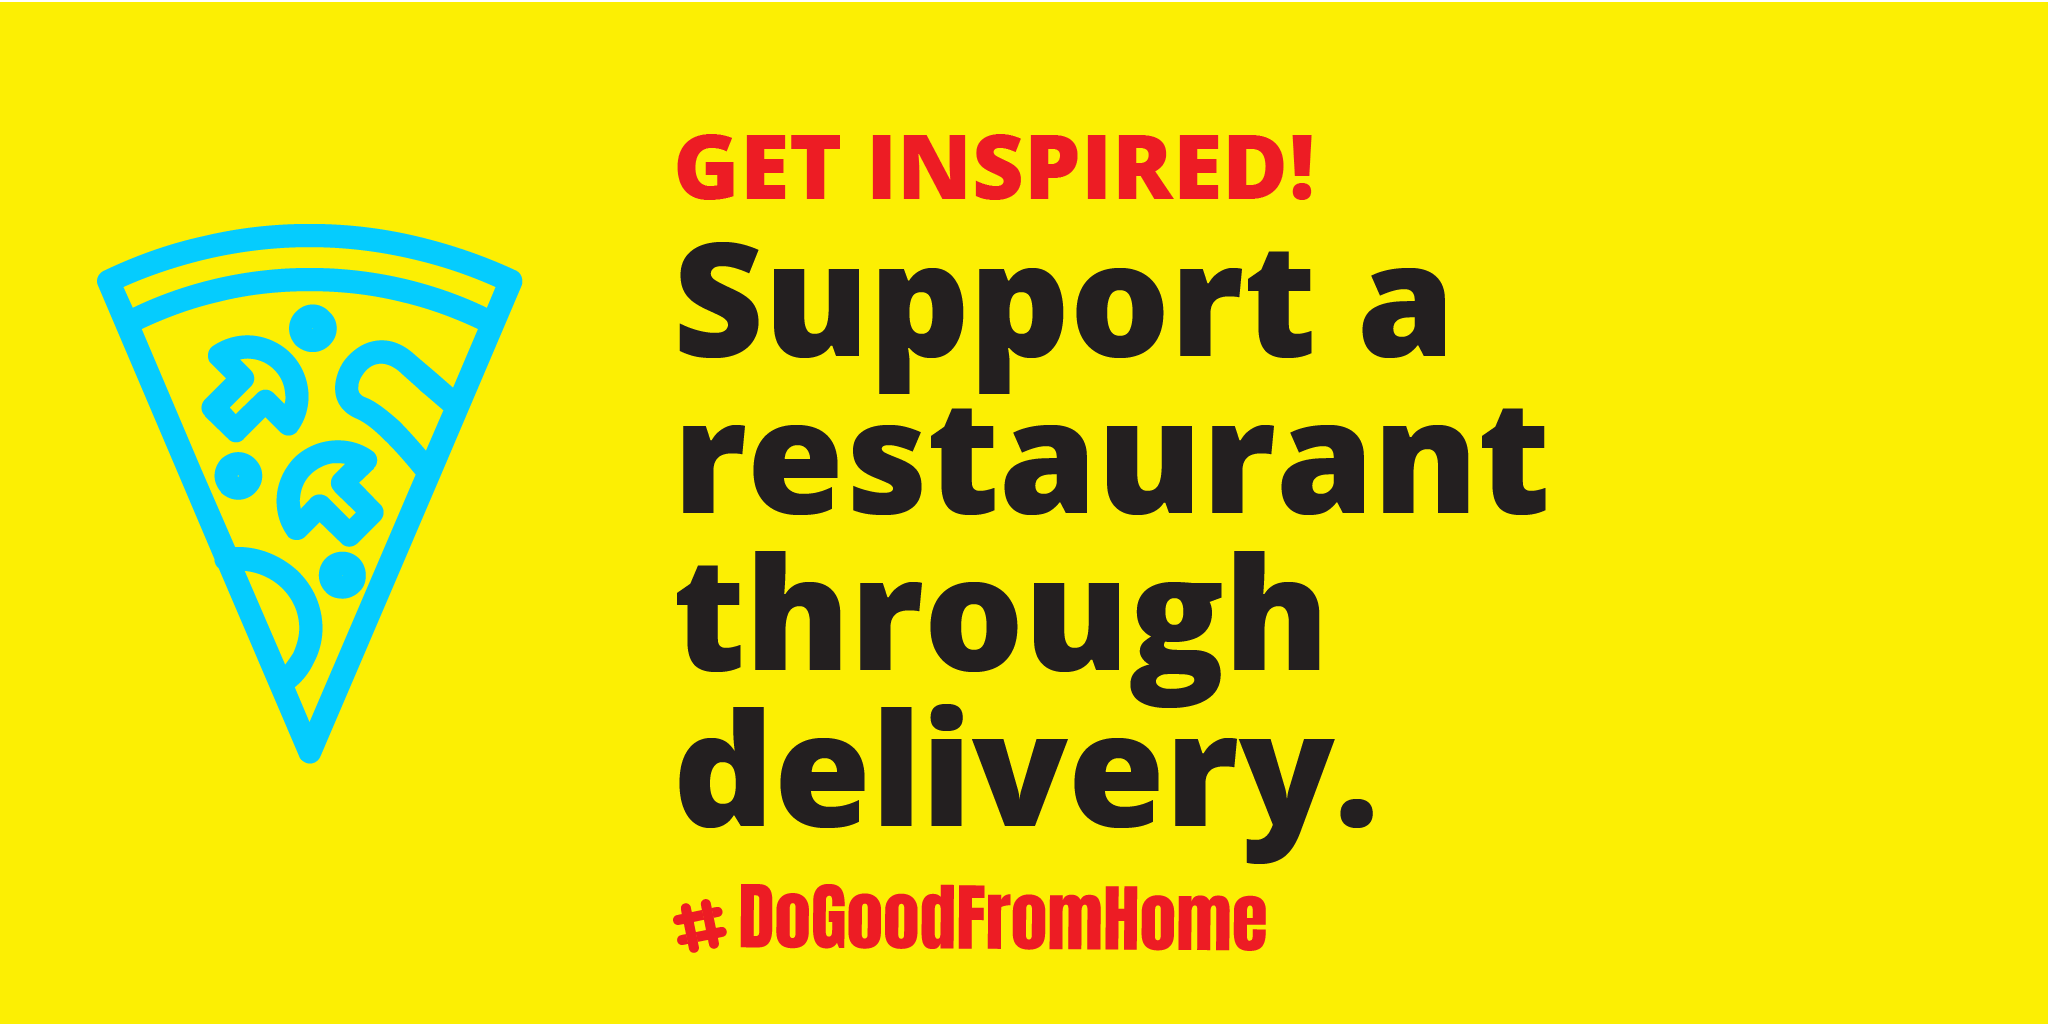 GET INSPIRED!
Support a
restaurant
through
delivery.
#DoGoodFromHome